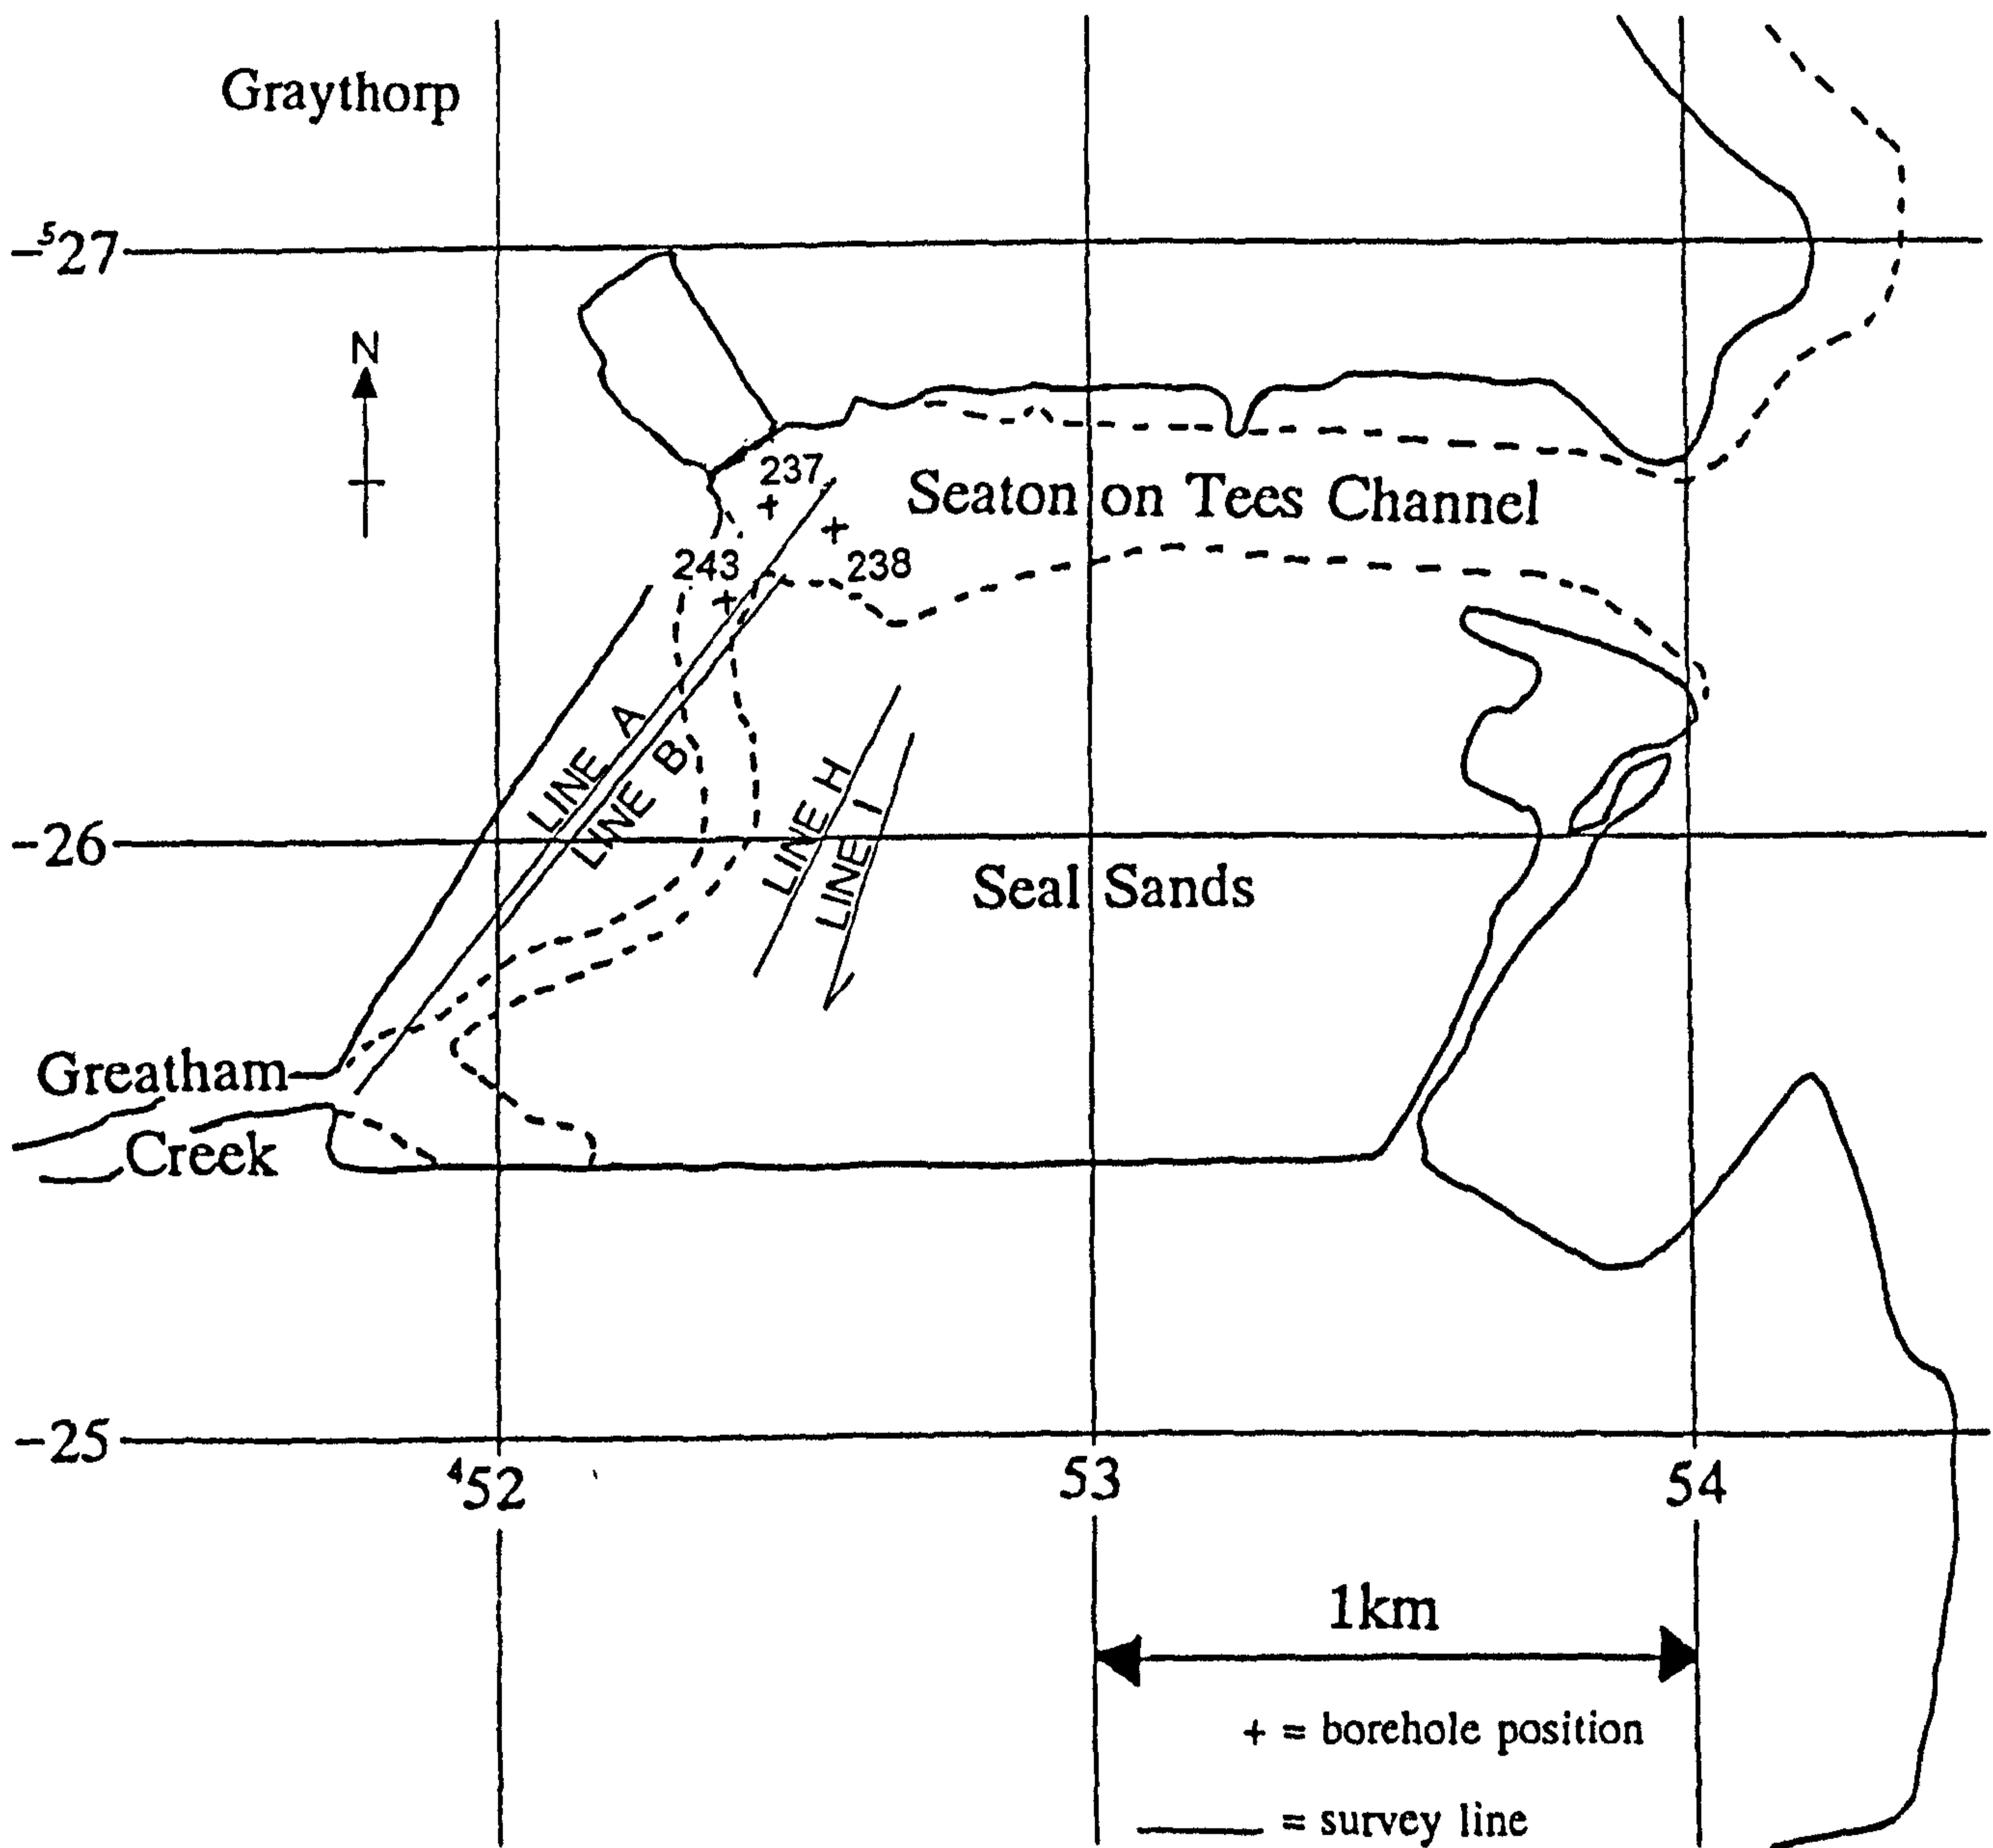 Graythorp
-⁵27
N
237
Seaton on Tees Channel
243
238
LINE A
LINE B
LINE H
LINE I
-26
Seal Sands
Greatham
Creek
-25
⁴52
53
54
1km
+ = borehole position
= survey line